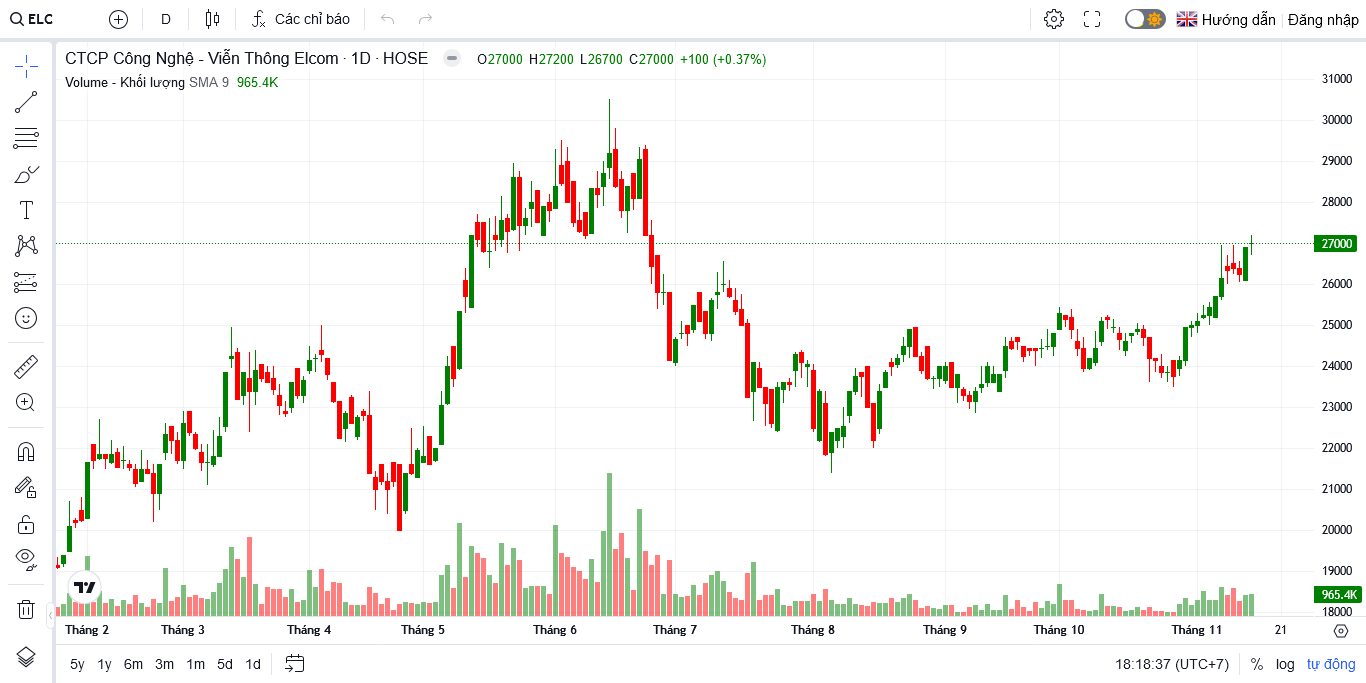 ELC D Các chỉ báo Hướng dẫn Đăng nhập
CTCP Công Nghệ - Viễn Thông Elcom · 1D · HOSE O27000 H27200 L26700 C27000 +100 (+0.37%)
Volume - Khối lượng SMA 9 965.4K
31000
30000
29000
28000
27000
26000
25000
24000
23000
22000
21000
20000
19000
965.4K
18000
Tháng 2 Tháng 3 Tháng 4 Tháng 5 Tháng 6 Tháng 7 Tháng 8 Tháng 9 Tháng 10 Tháng 11 21
5y 1y 6m 3m 1m 5d 1d 18:18:37 (UTC+7) % log tự động